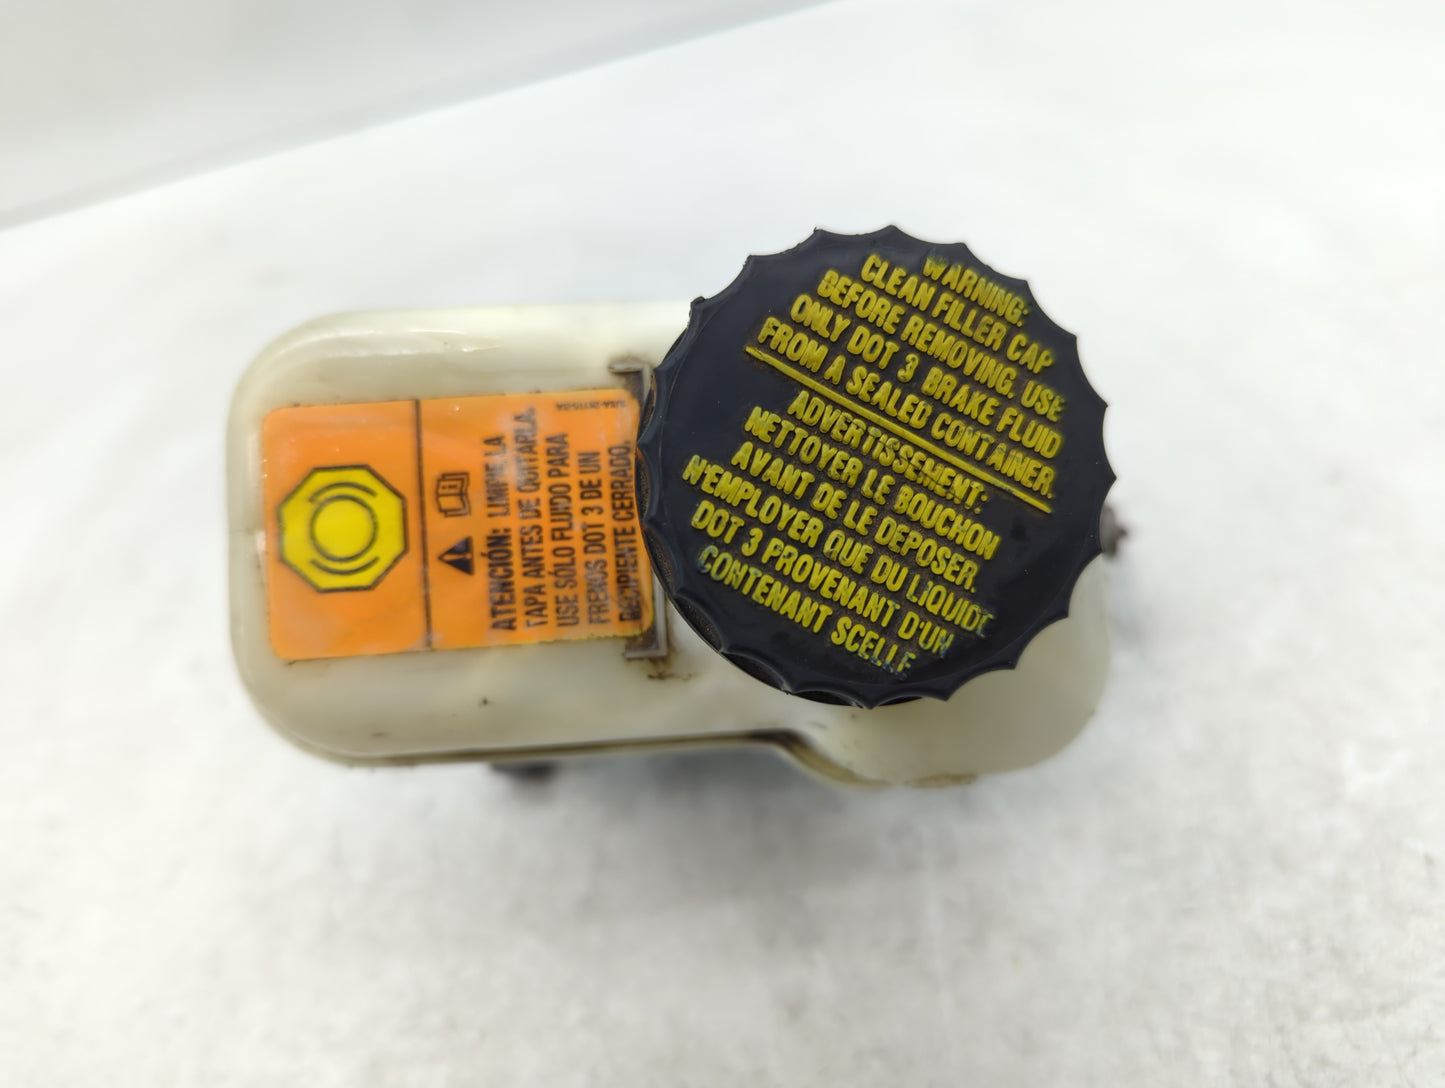 WARNING:
CLEAN FILLER CAP
BEFORE REMOVING. USE
ONLY DOT 3 BRAKE FLUID
FROM A SEALED CONTAINER.
ADVERTISSEMENT:
NETTOYER LE BOUCHON
AVANT DE LE DEPOSER.
N'EMPLOYER QUE DU LIQUIDE
DOT 3 PROVENANT D'UN
CONTENANT SCELLE
ATENCIÓN: LIMPIE LA
TAPA ANTES DE QUITARLA.
USE SÓLO FLUIDO PARA
FRENOS DOT 3 DE UN
RECIPIENTE CERRADO.